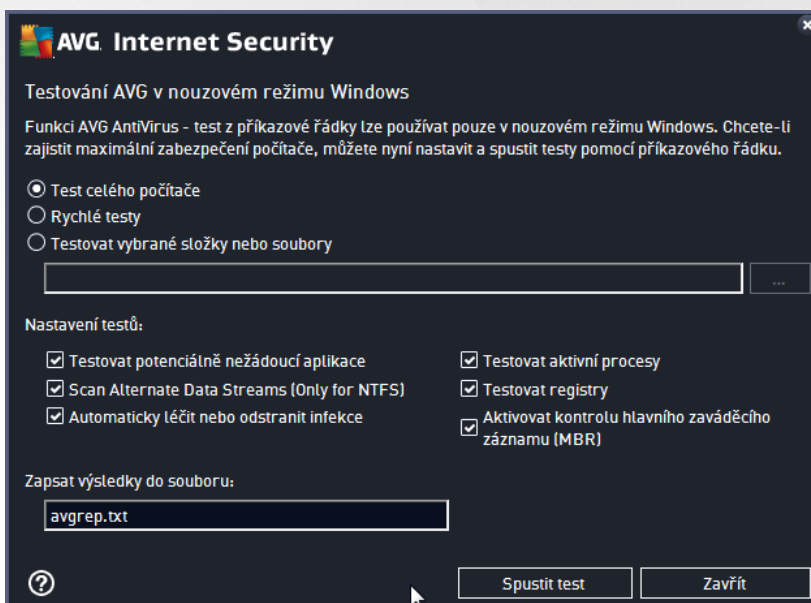 AVG Internet Security
Testování AVG v nouzovém režimu Windows
Funkci AVG AntiVirus - test z příkazové řádky lze používat pouze v nouzovém režimu Windows. Chcete-li
zajistit maximální zabezpečení počítače, můžete nyní nastavit a spustit testy pomocí příkazového řádku.
Test celého počítače
Rychlé testy
Testovat vybrané složky nebo soubory
...
Nastavení testů:
Testovat potenciálně nežádoucí aplikace
Testovat aktivní procesy
Scan Alternate Data Streams (Only for NTFS)
Testovat registry
Automaticky léčit nebo odstranit infekce
Aktivovat kontrolu hlavního zaváděcího
záznamu (MBR)
Zapsat výsledky do souboru:
avgrep.txt
?
Spustit test
Zavřít